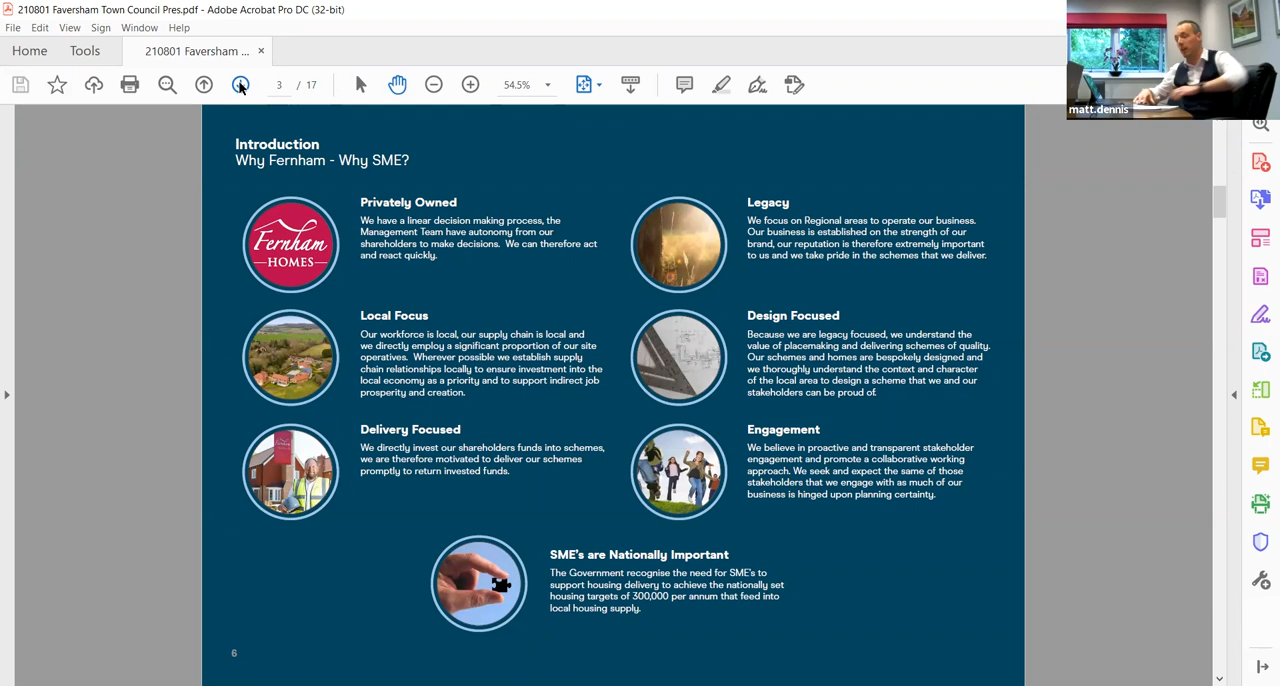 210801 Faversham Town Council Pres.pdf - Adobe Acrobat Pro DC (32-bit)
File Edit View Window Help
Home Tools 210801 Faversham ... ×
3 / 17 54.5%
matt.dennis
Introduction
Why Fernham - Why SME?
Fernham
HOMES
Privately Owned
We have a linear decision making process, the
Management Team have autonomy from our
shareholders to make decisions. We can therefore act
and react quickly.
Legacy
We focus on Regional areas to operate our business.
Our business is established on the strength of our
brand, our reputation is therefore extremely important
to us and we take pride in the schemes that we deliver.
Local Focus
Our workforce is local, our supply chain is local and
we directly employ a significant proportion of our site
operatives. Wherever possible we establish supply
chain relationships locally to ensure investment into the
local economy as a priority and to support indirect job
prosperity and creation.
Design Focused
Because we are legacy focused, we understand the
value of placemaking and delivering schemes of quality.
Our schemes and homes are bespokely designed and
we thoroughly understand the context and character
of the local area to design a scheme that we and our
stakeholders can be proud of.
Delivery Focused
We directly invest our shareholders funds into schemes,
we are therefore motivated to deliver our schemes
promptly to return invested funds.
Engagement
We believe in proactive and transparent stakeholder
engagement and promote a collaborative working
approach. We seek and expect the same of those
stakeholders that we engage with as much of our
business is hinged upon planning certainty.
SME's are Nationally Important
The Government recognise the need for SME's to
support housing delivery to achieve the nationally set
housing targets of 300,000 per annum that feed into
local housing supply.
6